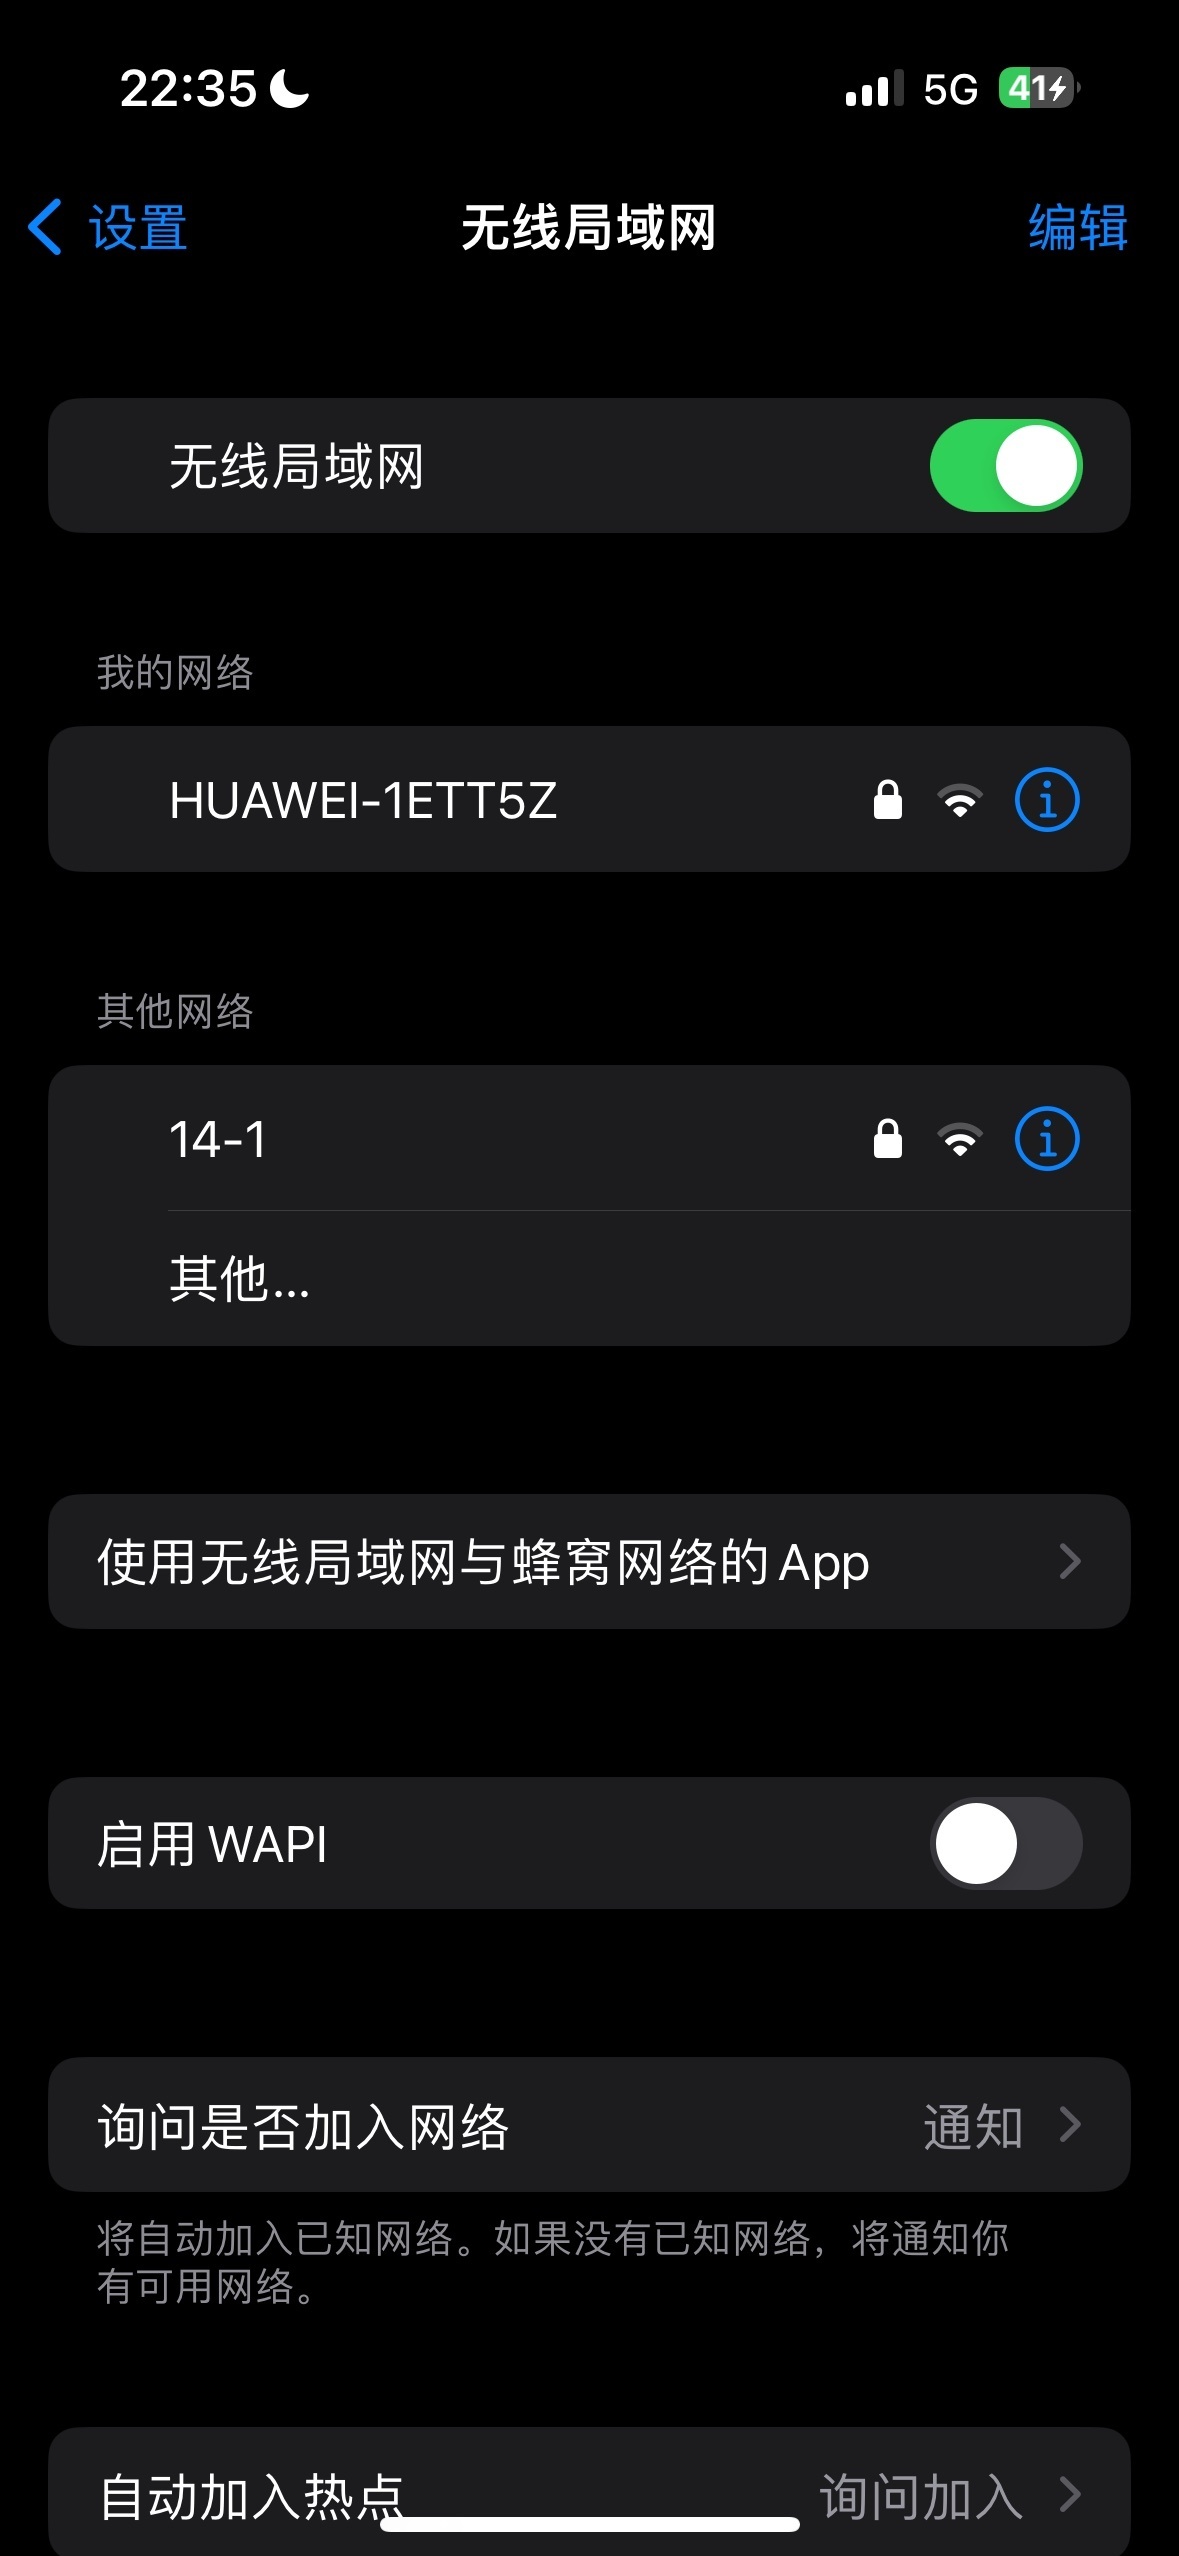 22:35 5G 41
设置 无线局域网 编辑
无线局域网
我的网络
HUAWEI-1ETT5Z
其他网络
14-1
其他...
使用无线局域网与蜂窝网络的 App
启用 WAPI
询问是否加入网络 通知
将自动加入已知网络。如果没有已知网络，将通知你
有可用网络。
自动加入热点 询问加入